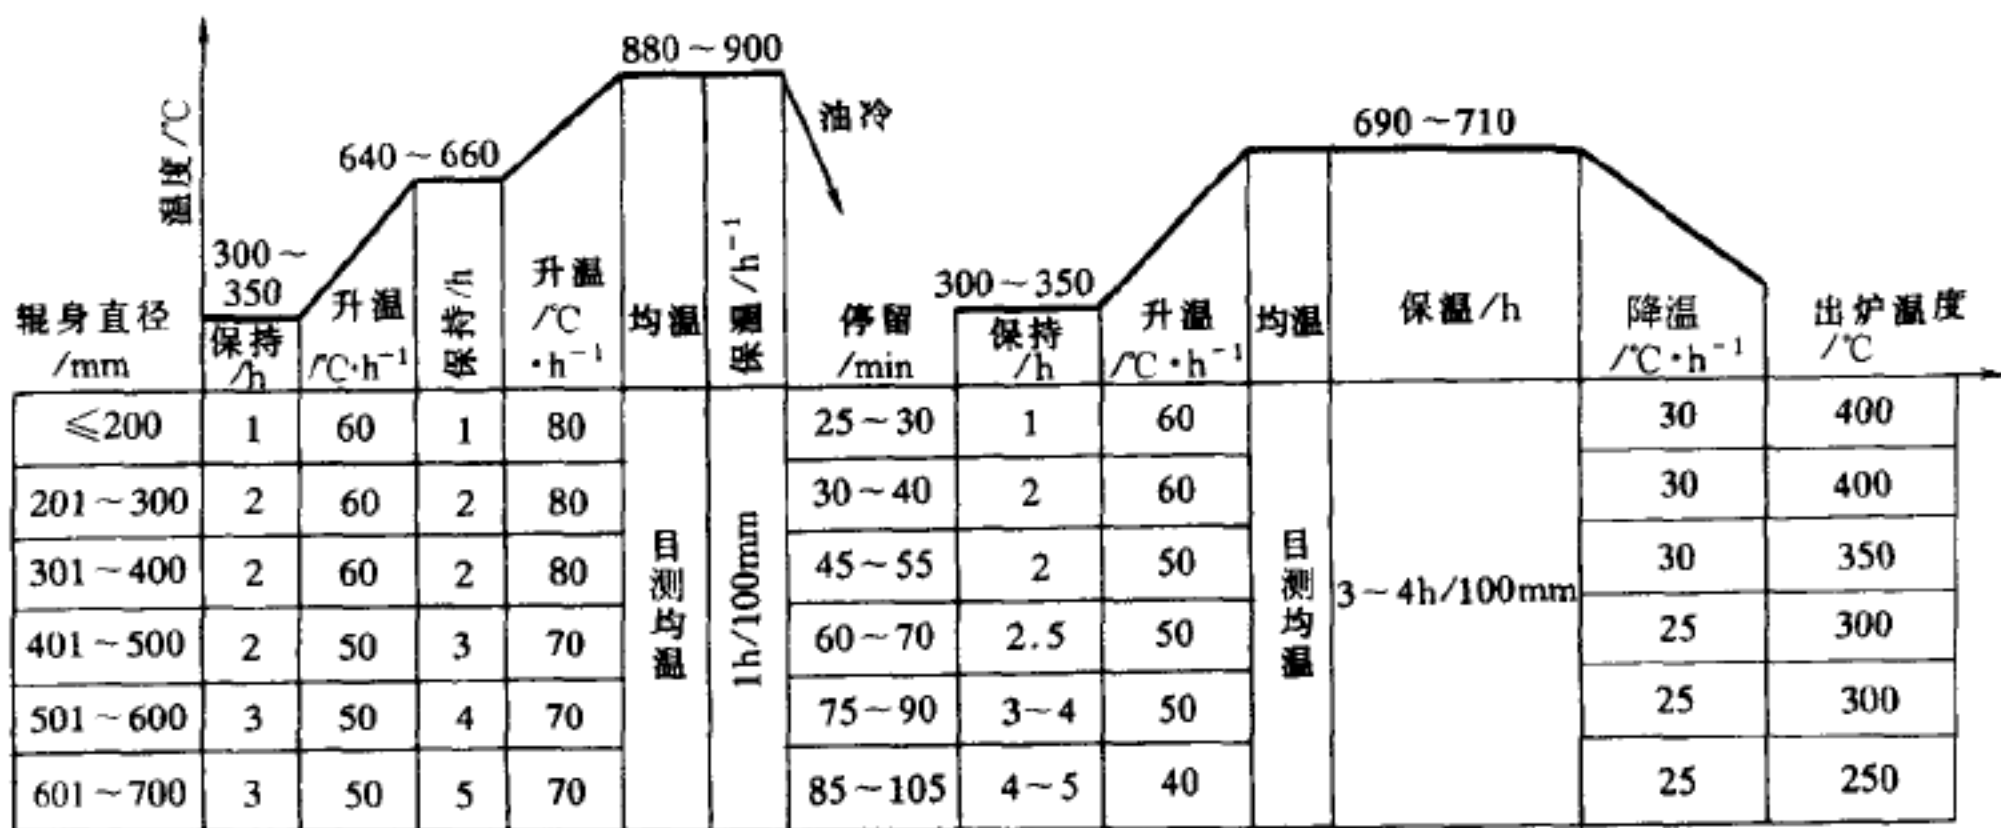 880～900
油冷
690～710
640～660
温度/℃
300～
350
300～350
辊身直径
/mm
保持
/h
升温
/℃·h⁻¹
保持/h
升温
/℃
·h⁻¹
均温
保温/h⁻¹
停留
/min
保持
/h
升温
/℃·h⁻¹
均温
保温/h
降温
/℃·h⁻¹
出炉温度
/℃
≤200 1 60 1 80 25～30 1 60 30 400
201～300 2 60 2 80 30～40 2 60 30 400
301～400 2 60 2 80 45～55 2 50 30 350
401～500 2 50 3 70 60～70 2.5 50 25 300
501～600 3 50 4 70 75～90 3~4 50 25 300
601～700 3 50 5 70 85～105 4~5 40 25 250
目测均温
1h/100mm
目测均温
3～4h/100mm